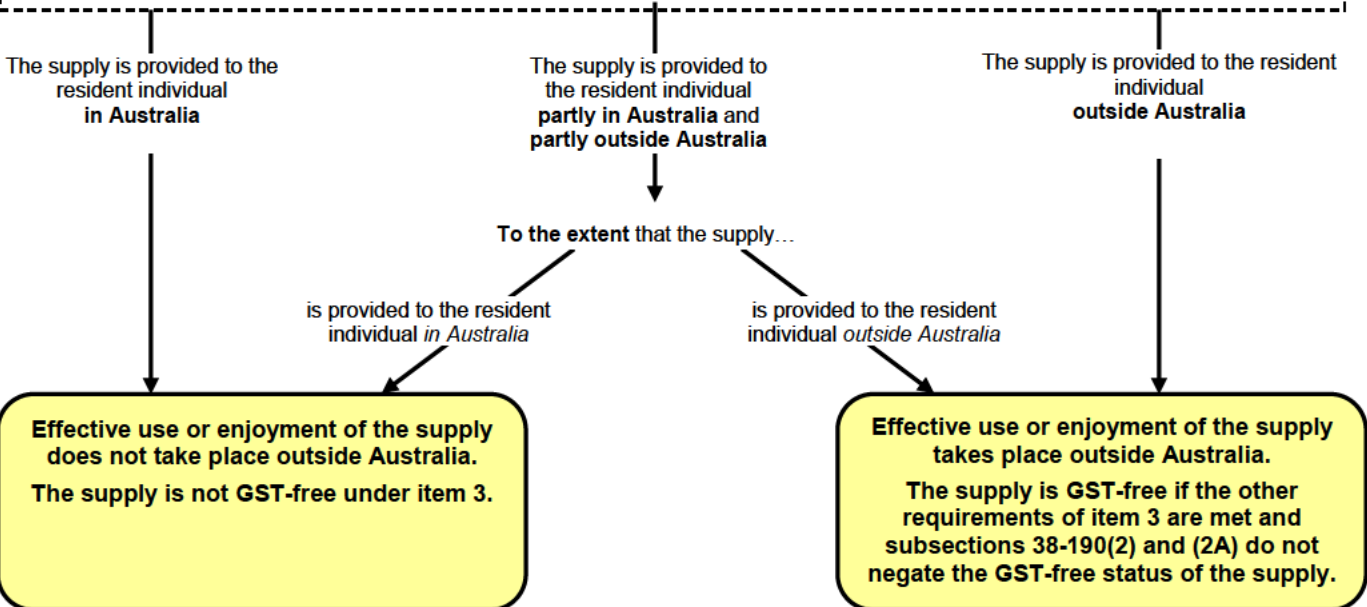 The supply is provided to the
resident individual
in Australia
The supply is provided to
the resident individual
partly in Australia and
partly outside Australia
The supply is provided to the resident
individual
outside Australia
To the extent that the supply…
is provided to the resident
individual in Australia
is provided to the resident
individual outside Australia
Effective use or enjoyment of the supply
does not take place outside Australia.
The supply is not GST-free under item 3.
Effective use or enjoyment of the supply
takes place outside Australia.
The supply is GST-free if the other
requirements of item 3 are met and
subsections 38-190(2) and (2A) do not
negate the GST-free status of the supply.